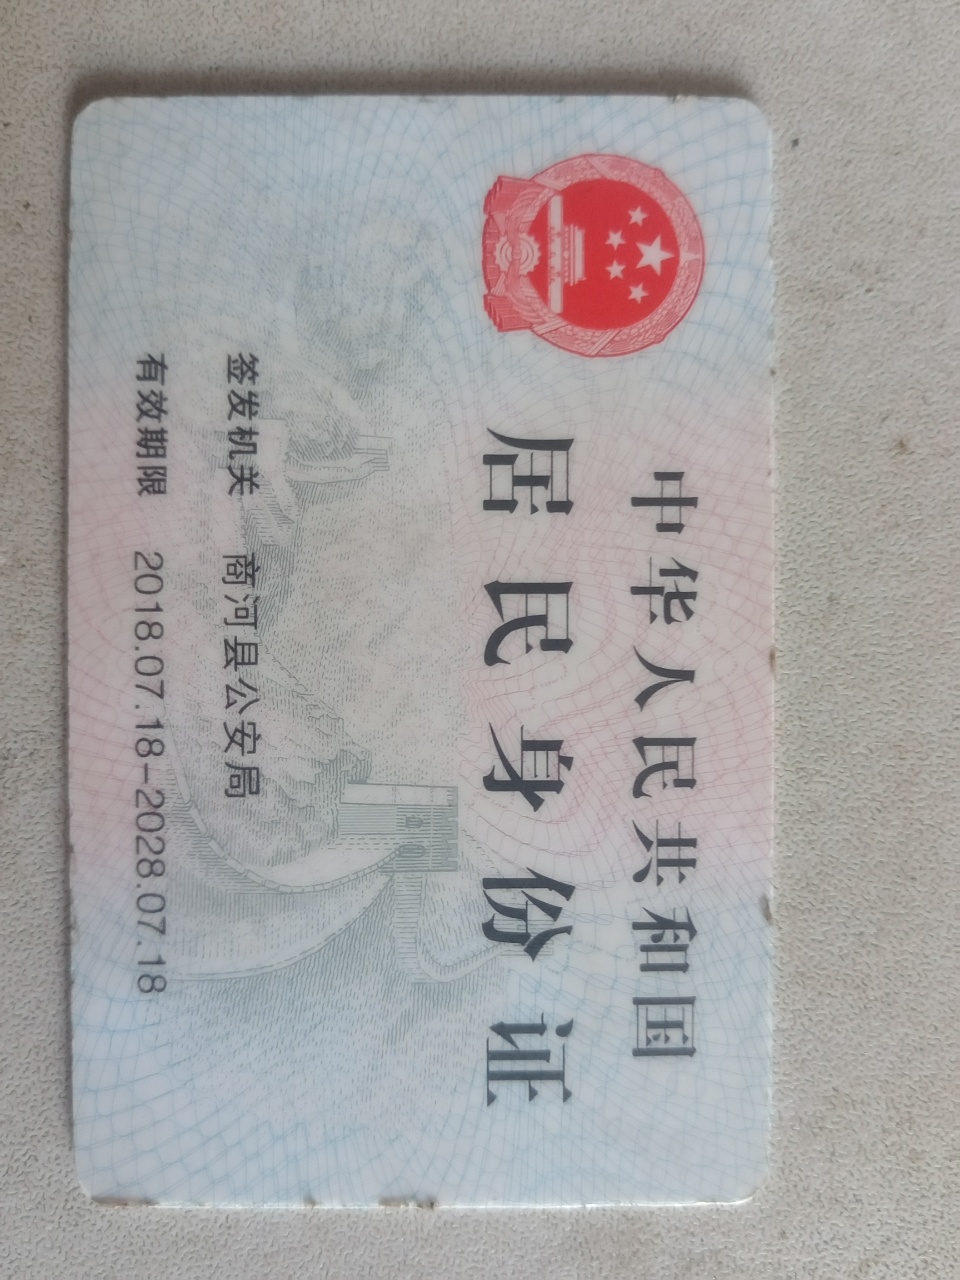 中华人民共和国
居民身份证
签发机关 商河县公安局
有效期限 2018.07.18-2028.07.18